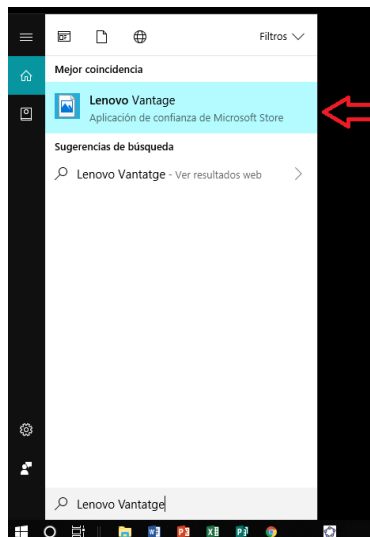 Filtros
Mejor coincidencia
Lenovo Vantage
Aplicación de confianza de Microsoft Store
Sugerencias de búsqueda
Lenovo Vantatge - Ver resultados web
Lenovo Vantatge